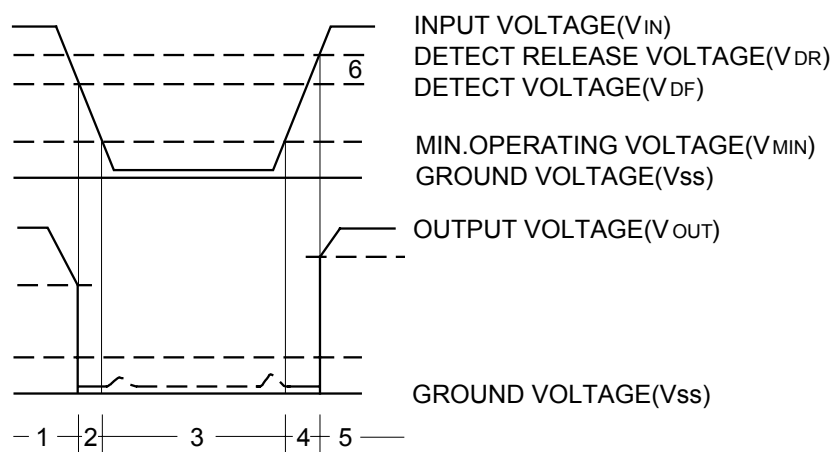 INPUT VOLTAGE(VIN)
DETECT RELEASE VOLTAGE(VDR)
6
DETECT VOLTAGE(VDF)
MIN.OPERATING VOLTAGE(VMIN)
GROUND VOLTAGE(Vss)
OUTPUT VOLTAGE(VOUT)
GROUND VOLTAGE(Vss)
1 2 3 4 5